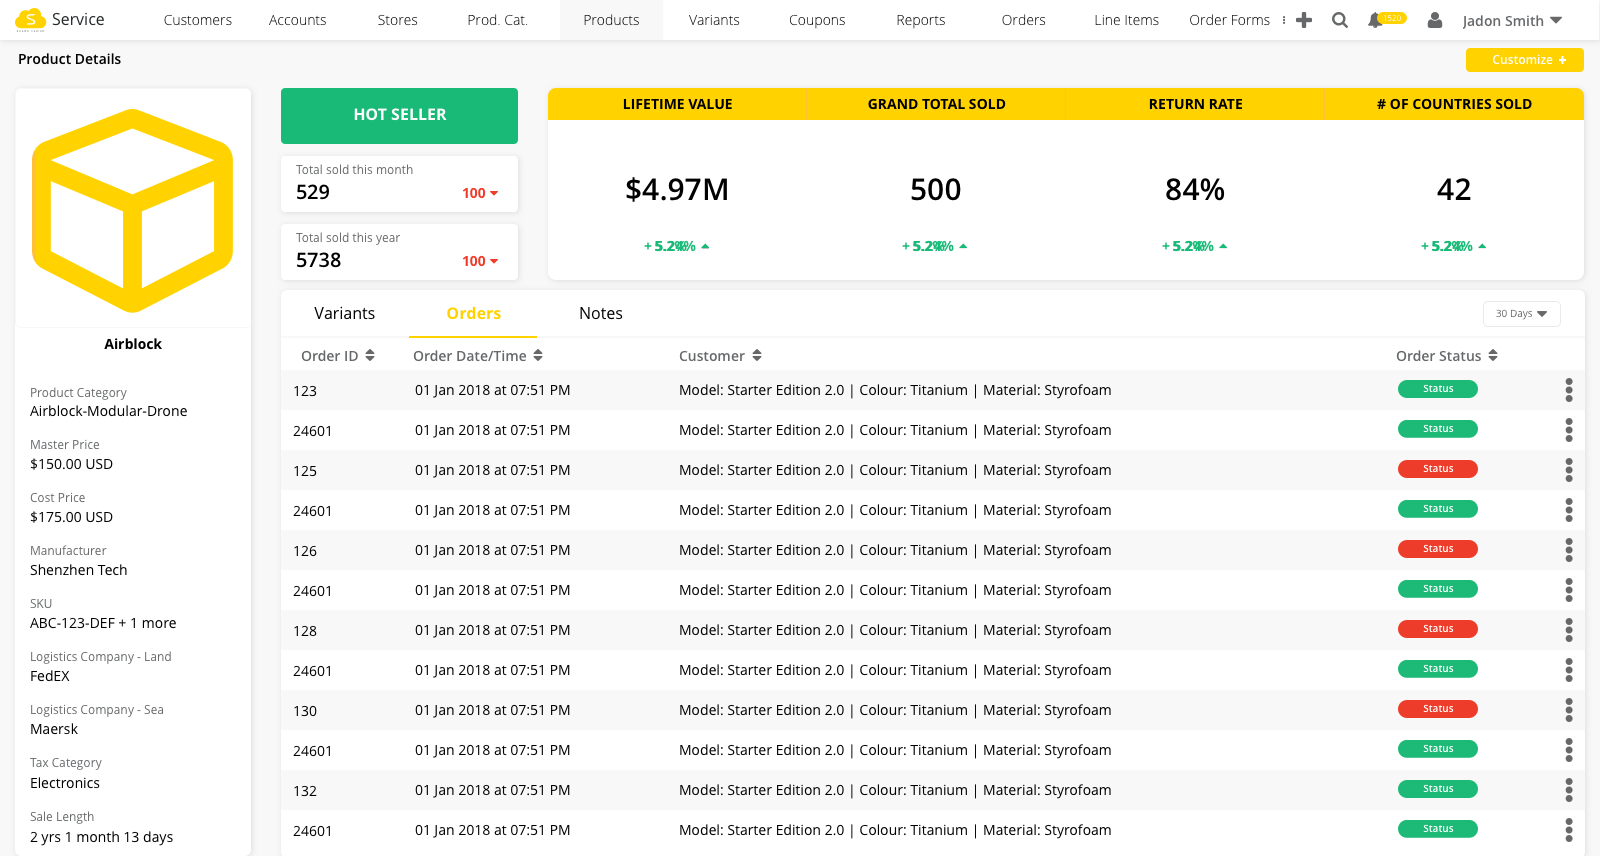 Service
Customers Accounts Stores Prod. Cat. Products Variants Coupons Reports Orders Line Items Order Forms
1520
Jadon Smith
Product Details
Customize +
Airblock
Product Category
Airblock-Modular-Drone
Master Price
$150.00 USD
Cost Price
$175.00 USD
Manufacturer
Shenzhen Tech
SKU
ABC-123-DEF + 1 more
Logistics Company - Land
FedEX
Logistics Company - Sea
Maersk
Tax Category
Electronics
Sale Length
2 yrs 1 month 13 days
HOT SELLER
Total sold this month
529 100
Total sold this year
5738 100
LIFETIME VALUE GRAND TOTAL SOLD RETURN RATE # OF COUNTRIES SOLD
$4.97M 500 84% 42
Variants Orders Notes
30 Days
Order ID Order Date/Time Customer Order Status
123 01 Jan 2018 at 07:51 PM Model: Starter Edition 2.0 | Colour: Titanium | Material: Styrofoam Status
24601 01 Jan 2018 at 07:51 PM Model: Starter Edition 2.0 | Colour: Titanium | Material: Styrofoam Status
125 01 Jan 2018 at 07:51 PM Model: Starter Edition 2.0 | Colour: Titanium | Material: Styrofoam Status
24601 01 Jan 2018 at 07:51 PM Model: Starter Edition 2.0 | Colour: Titanium | Material: Styrofoam Status
126 01 Jan 2018 at 07:51 PM Model: Starter Edition 2.0 | Colour: Titanium | Material: Styrofoam Status
24601 01 Jan 2018 at 07:51 PM Model: Starter Edition 2.0 | Colour: Titanium | Material: Styrofoam Status
128 01 Jan 2018 at 07:51 PM Model: Starter Edition 2.0 | Colour: Titanium | Material: Styrofoam Status
24601 01 Jan 2018 at 07:51 PM Model: Starter Edition 2.0 | Colour: Titanium | Material: Styrofoam Status
130 01 Jan 2018 at 07:51 PM Model: Starter Edition 2.0 | Colour: Titanium | Material: Styrofoam Status
24601 01 Jan 2018 at 07:51 PM Model: Starter Edition 2.0 | Colour: Titanium | Material: Styrofoam Status
132 01 Jan 2018 at 07:51 PM Model: Starter Edition 2.0 | Colour: Titanium | Material: Styrofoam Status
24601 01 Jan 2018 at 07:51 PM Model: Starter Edition 2.0 | Colour: Titanium | Material: Styrofoam Status